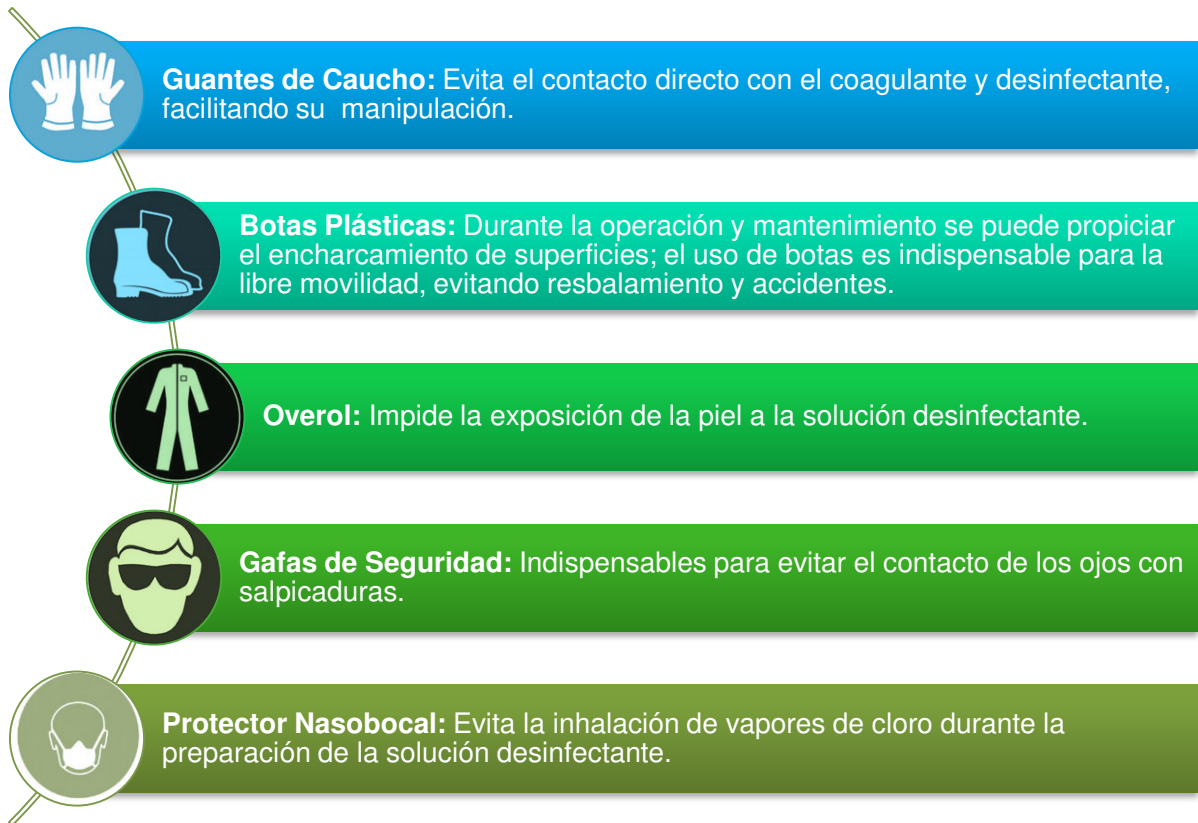 Guantes de Caucho: Evita el contacto directo con el coagulante y desinfectante,
facilitando su  manipulación.
Botas Plásticas: Durante la operación y mantenimiento se puede propiciar
el encharcamiento de superficies; el uso de botas es indispensable para la
libre movilidad, evitando resbalamiento y accidentes.
Overol: Impide la exposición de la piel a la solución desinfectante.
Gafas de Seguridad: Indispensables para evitar el contacto de los ojos con
salpicaduras.
Protector Nasobocal: Evita la inhalación de vapores de cloro durante la
preparación de la solución desinfectante.